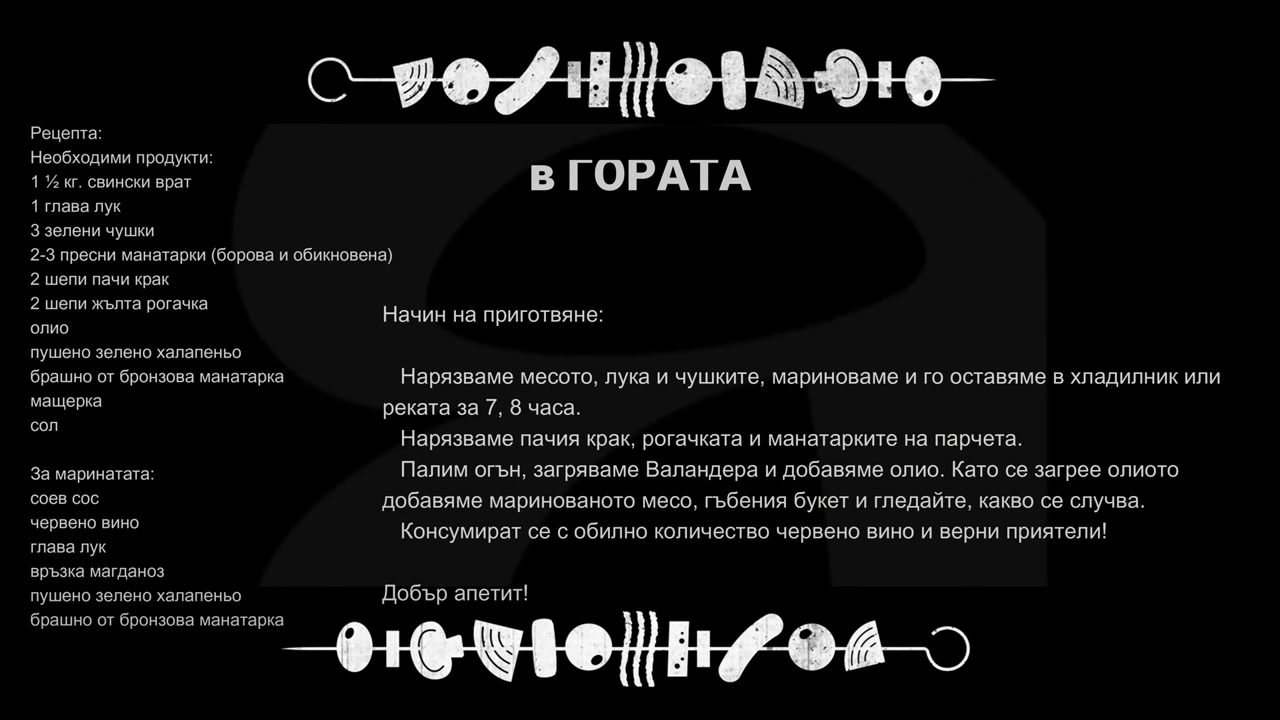 в ГОРАТА
Рецепта:
Необходими продукти:
1 ½ кг. свински врат
1 глава лук
3 зелени чушки
2-3 пресни манатарки (борова и обикновена)
2 шепи пачи крак
2 шепи жълта рогачка
олио
пушено зелено халапеньо
брашно от бронзова манатарка
мащерка
сол
За маринатата:
соев сос
червено вино
глава лук
връзка магданоз
пушено зелено халапеньо
брашно от бронзова манатарка
Начин на приготвяне:
Нарязваме месото, лука и чушките, мариноваме и го оставяме в хладилник или
реката за 7, 8 часа.
Нарязваме пачия крак, рогачката и манатарките на парчета.
Палим огън, загряваме Валандера и добавяме олио. Като се загрее олиото
добавяме маринованото месо, гъбения букет и гледайте, какво се случва.
Консумират се с обилно количество червено вино и верни приятели!
Добър апетит!